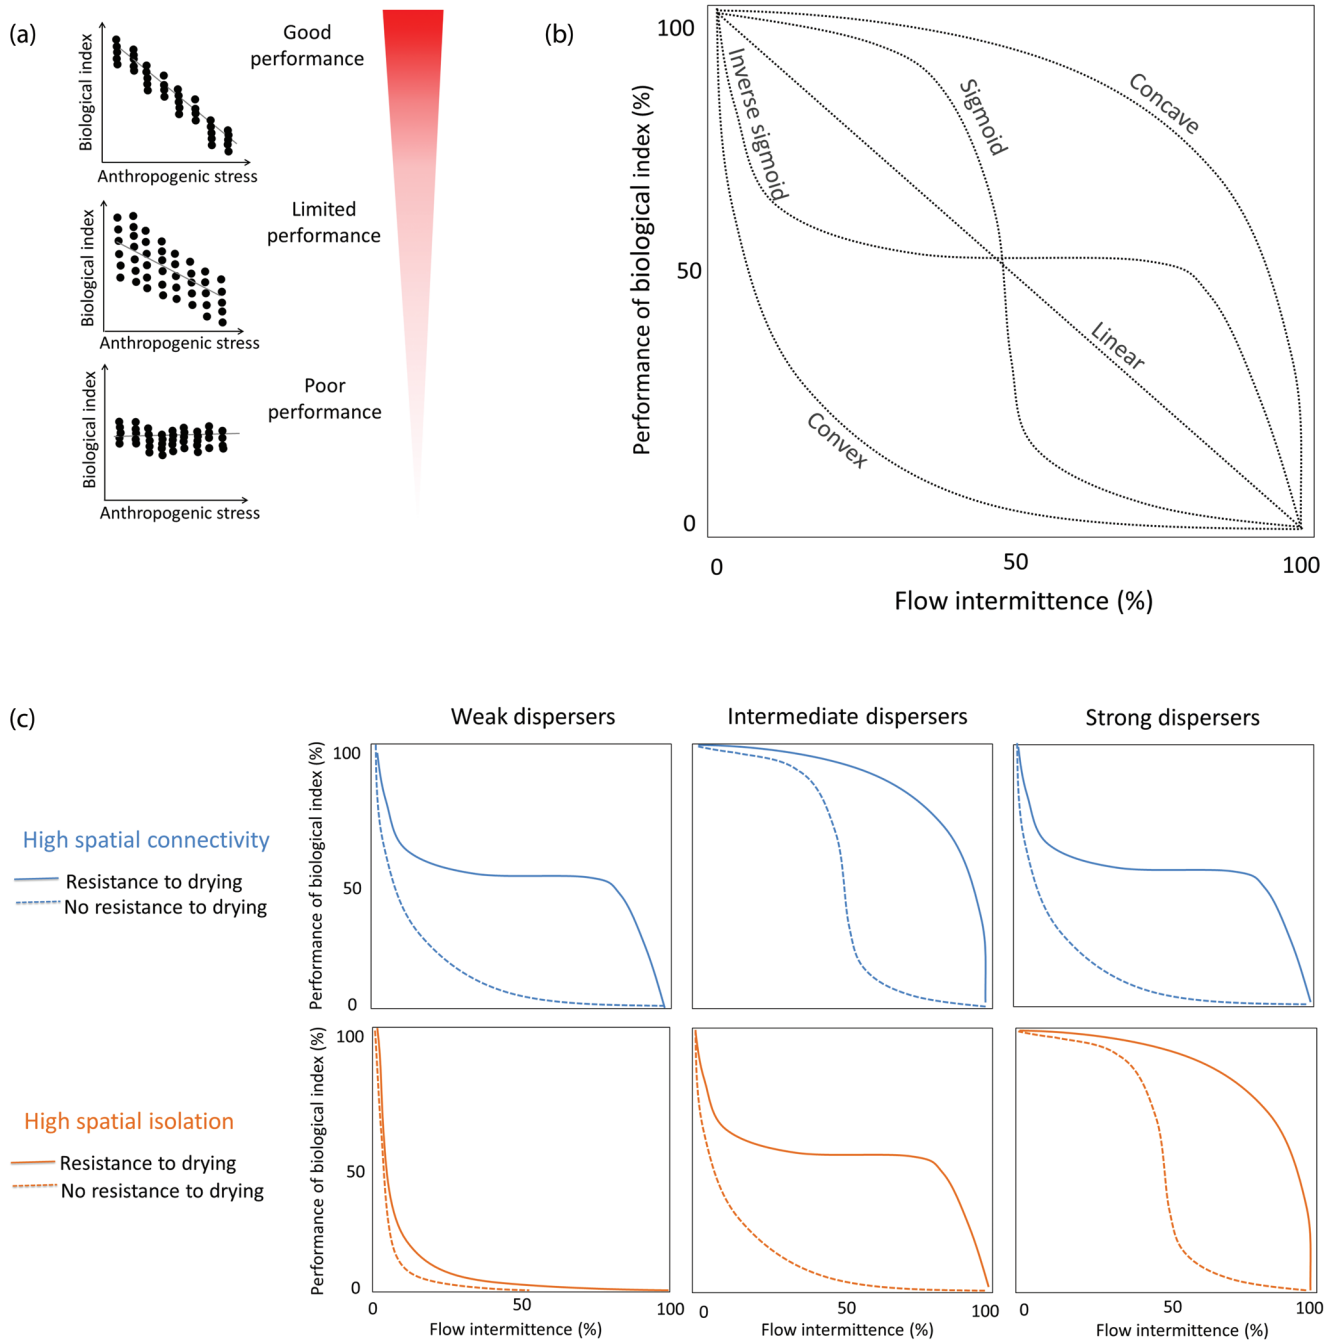 (a)
Good
performance
Biological index
Anthropogenic stress
Limited
performance
Biological index
Anthropogenic stress
Poor
performance
Biological index
Anthropogenic stress
(b)
100
50
0
Performance of biological index (%)
Inverse sigmoid
Sigmoid
Concave
Linear
Convex
0
50
100
Flow intermittence (%)
(c)
Weak dispersers
Intermediate dispersers
Strong dispersers
High spatial connectivity
Resistance to drying
No resistance to drying
Performance of biological index (%)
100
50
0
High spatial isolation
Resistance to drying
No resistance to drying
Performance of biological index (%)
100
50
0
0
50
100
Flow intermittence (%)
0
50
100
Flow intermittence (%)
0
50
100
Flow intermittence (%)